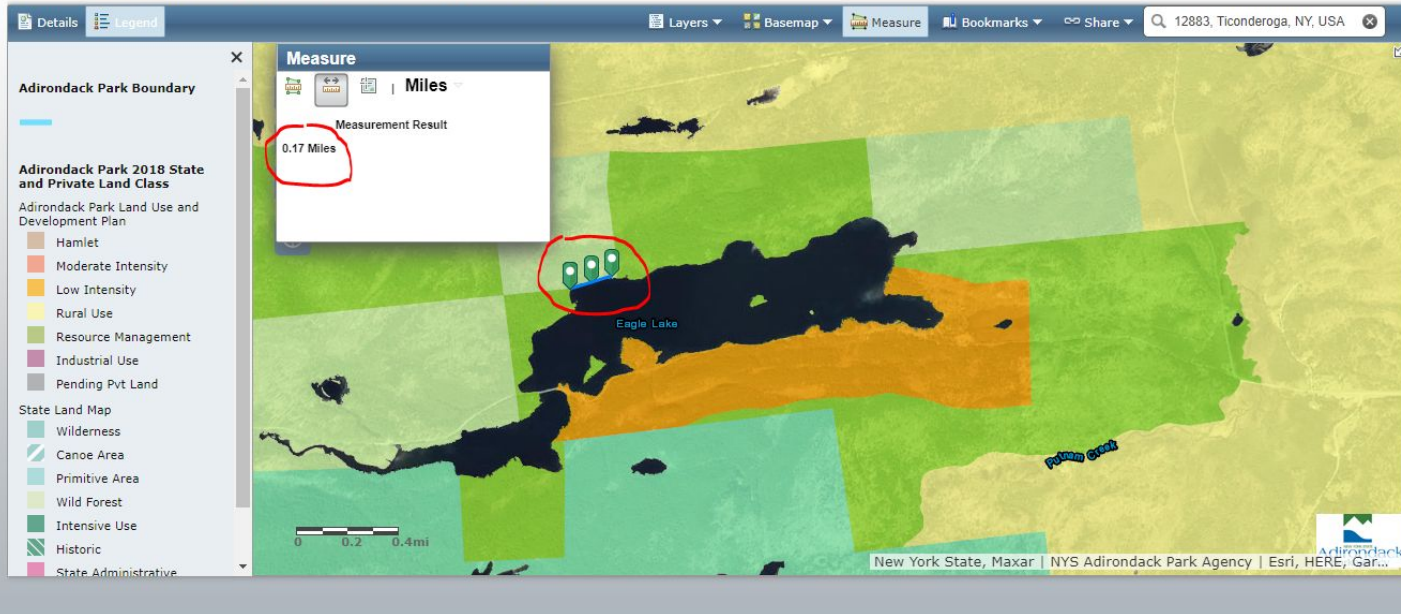 Details Legend Layers Basemap Measure Bookmarks Share 12883, Ticonderoga, NY, USA
Adirondack Park Boundary
Adirondack Park 2018 State
and Private Land Class
Adirondack Park Land Use and
Development Plan
Hamlet
Moderate Intensity
Low Intensity
Rural Use
Resource Management
Industrial Use
Pending Pvt Land
State Land Map
Wilderness
Canoe Area
Primitive Area
Wild Forest
Intensive Use
Historic
State Administrative
Measure
| Miles
Measurement Result
0.17 Miles
Eagle Lake
Putnam Creek
0 0.2 0.4mi
Adirondack
New York State, Maxar | NYS Adirondack Park Agency | Esri, HERE, Gar...